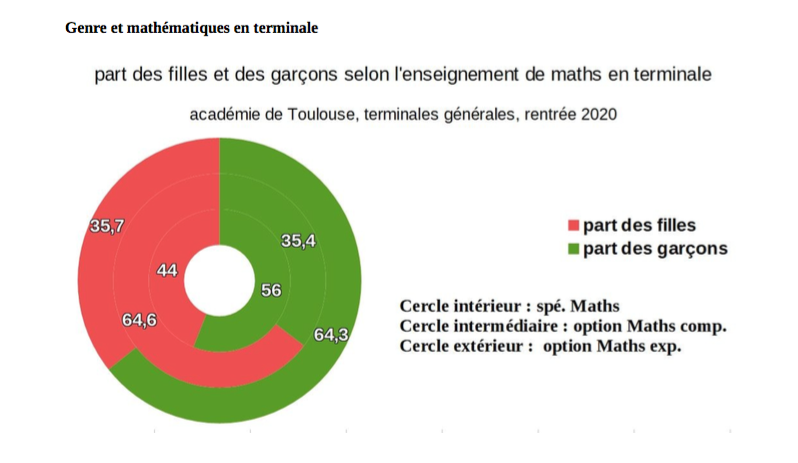 Genre et mathématiques en terminale
part des filles et des garçons selon l'enseignement de maths en terminale
académie de Toulouse, terminales générales, rentrée 2020
35,7
35,4
44
56
64,6
64,3
part des filles
part des garçons
Cercle intérieur : spé. Maths
Cercle intermédiaire : option Maths comp.
Cercle extérieur :  option Maths exp.